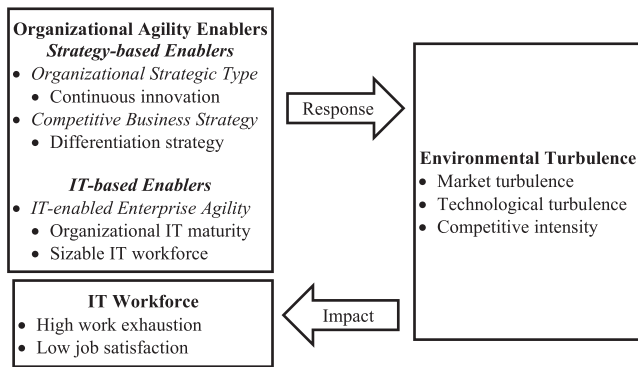 Organizational Agility Enablers
Strategy-based Enablers
• Organizational Strategic Type
• Continuous innovation
• Competitive Business Strategy
• Differentiation strategy
IT-based Enablers
• IT-enabled Enterprise Agility
• Organizational IT maturity
• Sizable IT workforce
Response
Environmental Turbulence
• Market turbulence
• Technological turbulence
• Competitive intensity
IT Workforce
• High work exhaustion
• Low job satisfaction
Impact